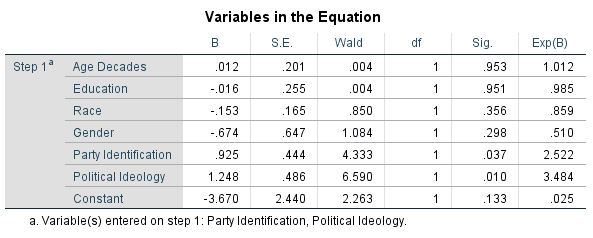 Variables in the Equation
B S.E. Wald df Sig. Exp(B)
Step 1a Age Decades .012 .201 .004 1 .953 1.012
Education -.016 .255 .004 1 .951 .985
Race -.153 .165 .850 1 .356 .859
Gender -.674 .647 1.084 1 .298 .510
Party Identification .925 .444 4.333 1 .037 2.522
Political Ideology 1.248 .486 6.590 1 .010 3.484
Constant -3.670 2.440 2.263 1 .133 .025
a. Variable(s) entered on step 1: Party Identification, Political Ideology.